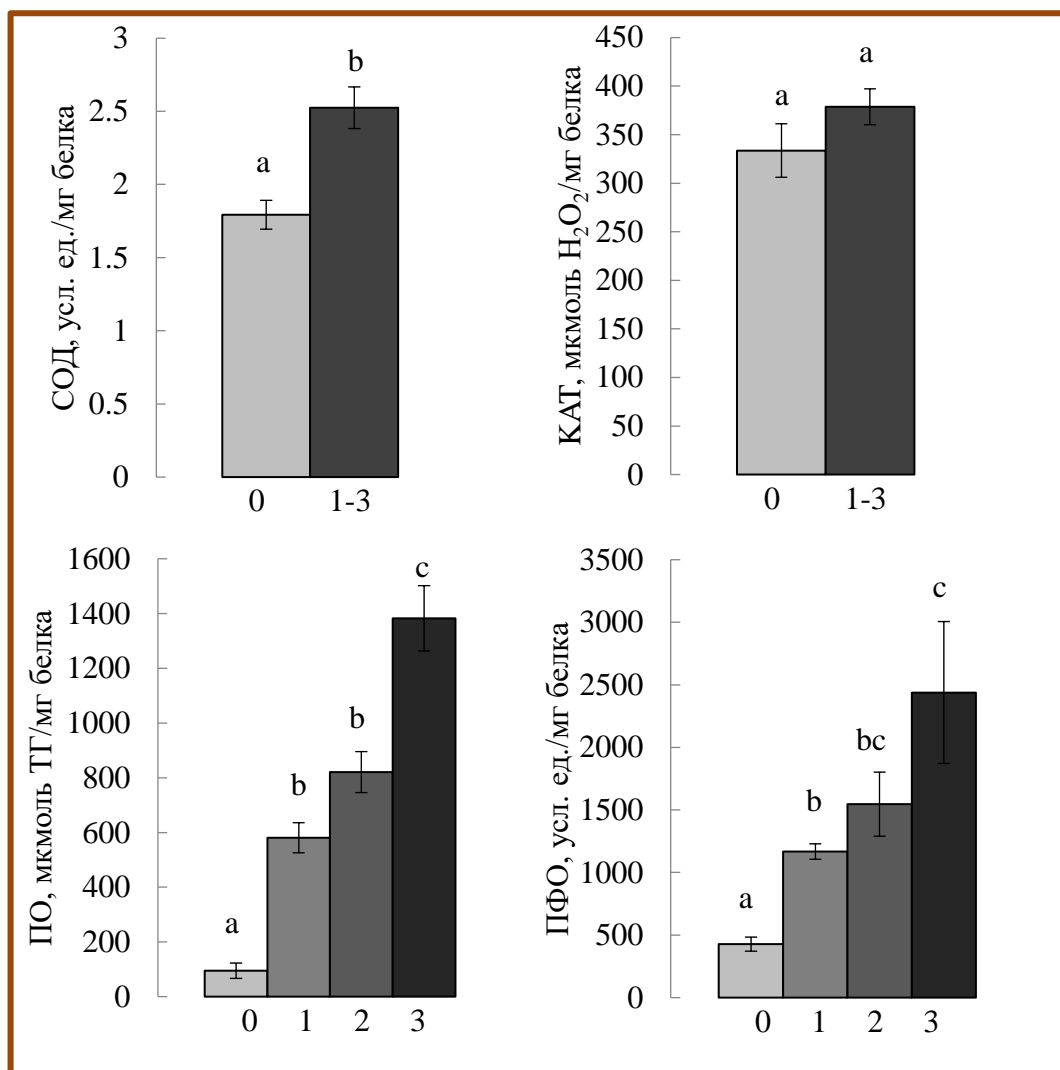 СОД, усл. ед./мг белка
3
2.5
2
1.5
1
0.5
0
a
b
0 1-3
КАТ, мкмоль H₂O₂/мг белка
450
400
350
300
250
200
150
100
50
0
a
a
0 1-3
ПО, мкмоль ТГ/мг белка
1600
1400
1200
1000
800
600
400
200
0
a
b
b
c
0 1 2 3
ПФО, усл. ед./мг белка
3500
3000
2500
2000
1500
1000
500
0
a
b
bc
c
0 1 2 3